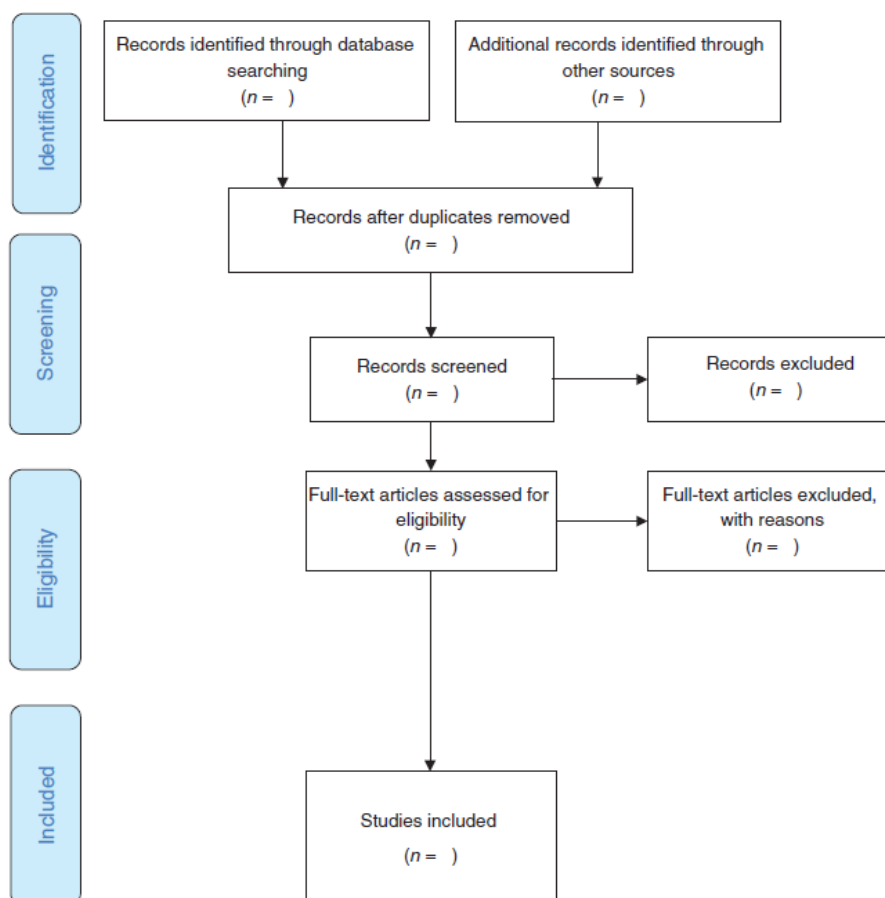 Identification
Records identified through database
searching
(n = )
Additional records identified through
other sources
(n = )
Records after duplicates removed
(n = )
Screening
Records screened
(n = )
Records excluded
(n = )
Eligibility
Full-text articles assessed for
eligibility
(n = )
Full-text articles excluded,
with reasons
(n = )
Included
Studies included
(n = )